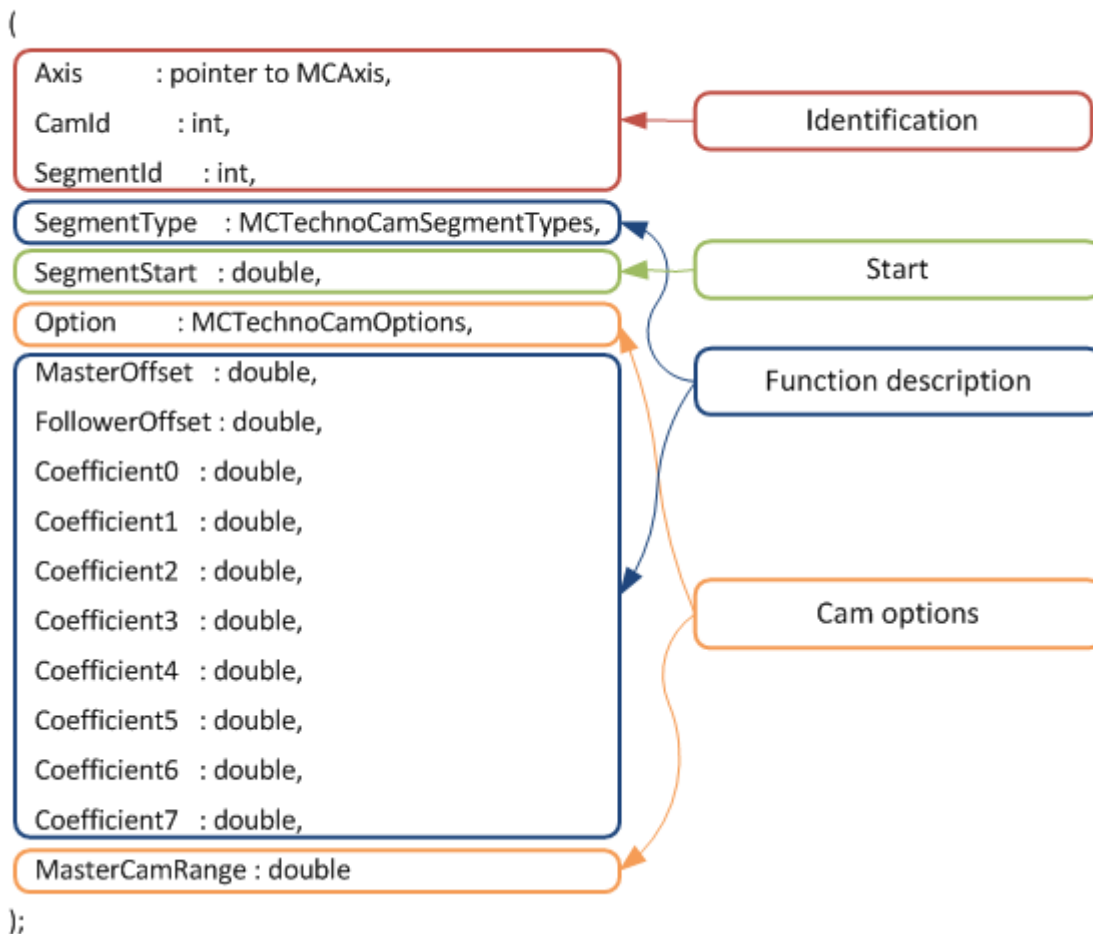 (
Axis : pointer to MCAxis,
CamId : int,
SegmentId : int,
SegmentType : MCTechnoCamSegmentTypes,
SegmentStart : double,
Option : MCTechnoCamOptions,
MasterOffset : double,
FollowerOffset : double,
Coefficient0 : double,
Coefficient1 : double,
Coefficient2 : double,
Coefficient3 : double,
Coefficient4 : double,
Coefficient5 : double,
Coefficient6 : double,
Coefficient7 : double,
MasterCamRange : double
);
Identification
Start
Function description
Cam options